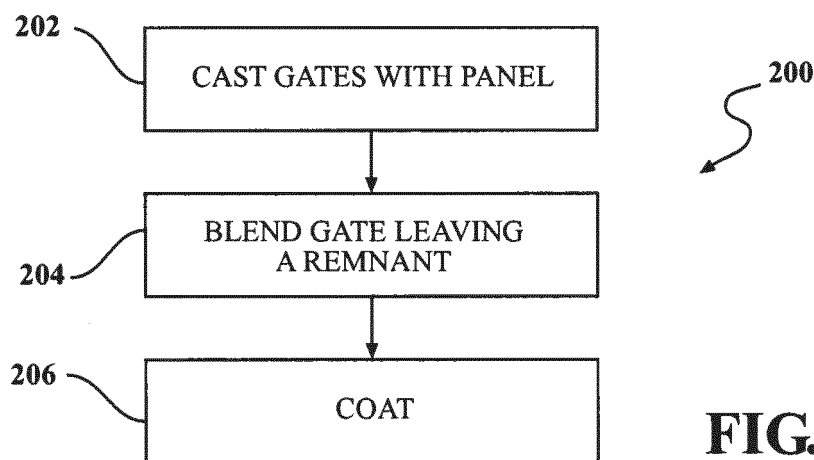 202
CAST GATES WITH PANEL
200
BLEND GATE LEAVING
A REMNANT
204
206
COAT
FIG.